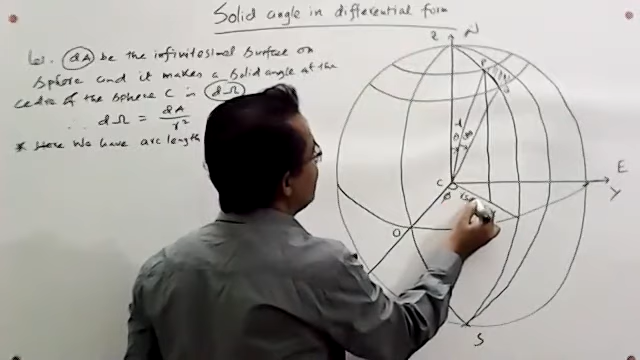 Solid angle in differential form
Let. dA be the infinitesimal surface on
sphere and it makes a solid angle at the
centre of the sphere C is dΩ
∴ dΩ = dA / r²
* Here We have arc length
Z N
P
θ dθ
C
E
Y
φ
O
S